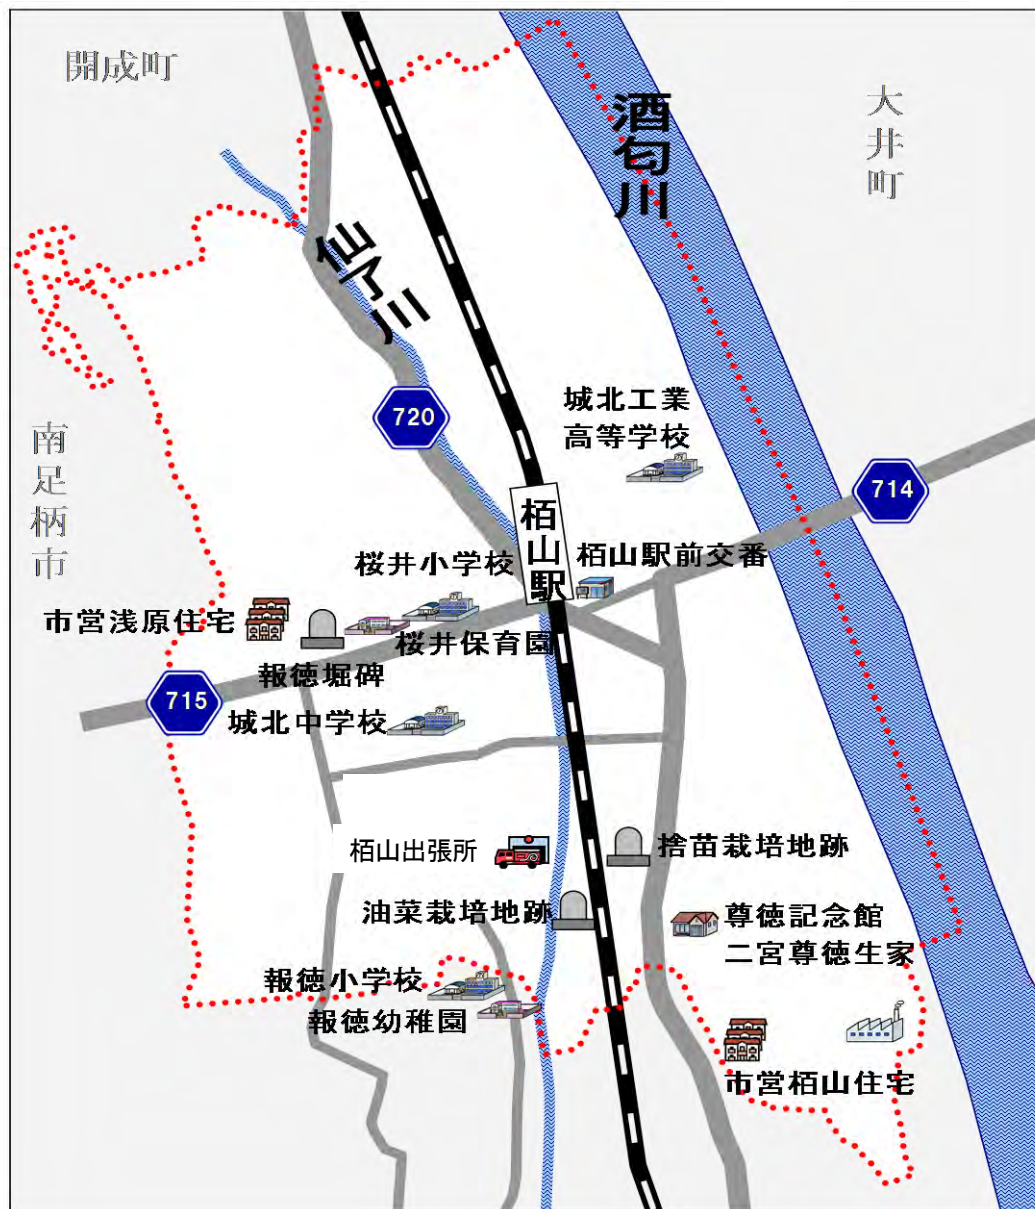 開成町
大井町
酒匂川
仙了川
南足柄市
720
城北工業
高等学校
714
栢山駅
桜井小学校
栢山駅前交番
市営浅原住宅
桜井保育園
報徳堀碑
715
城北中学校
栢山出張所
捨苗栽培地跡
油菜栽培地跡
尊徳記念館
二宮尊徳生家
報徳小学校
報徳幼稚園
市営栢山住宅